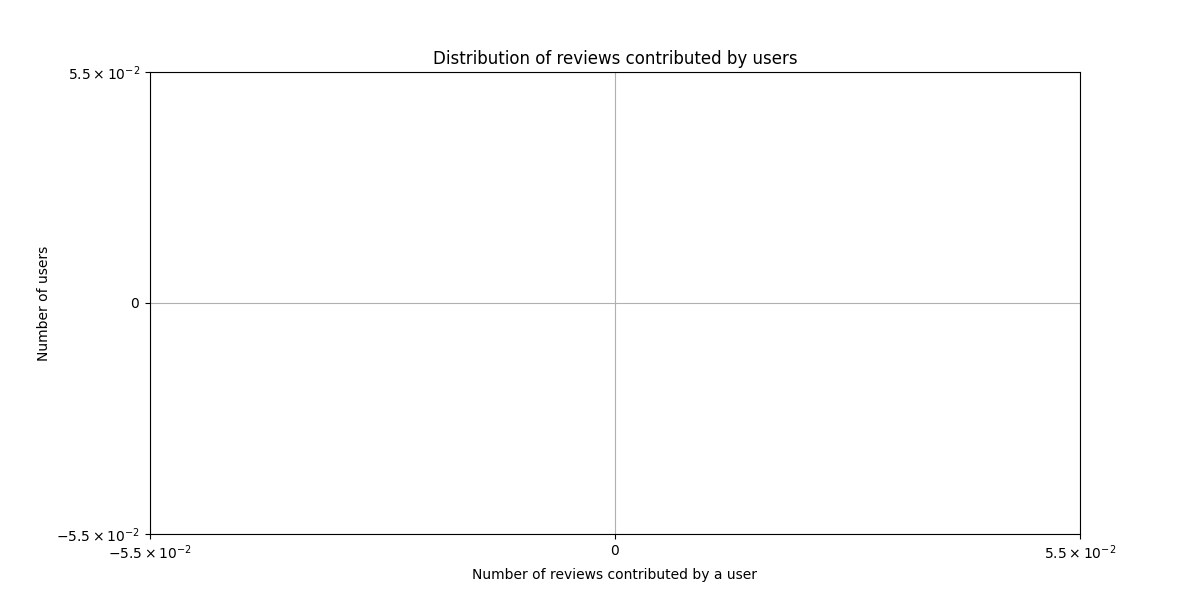 Distribution of reviews contributed by users
5.5 × 10⁻²
Number of users
0
−5.5 × 10⁻²
−5.5 × 10⁻²
0
5.5 × 10⁻²
Number of reviews contributed by a user